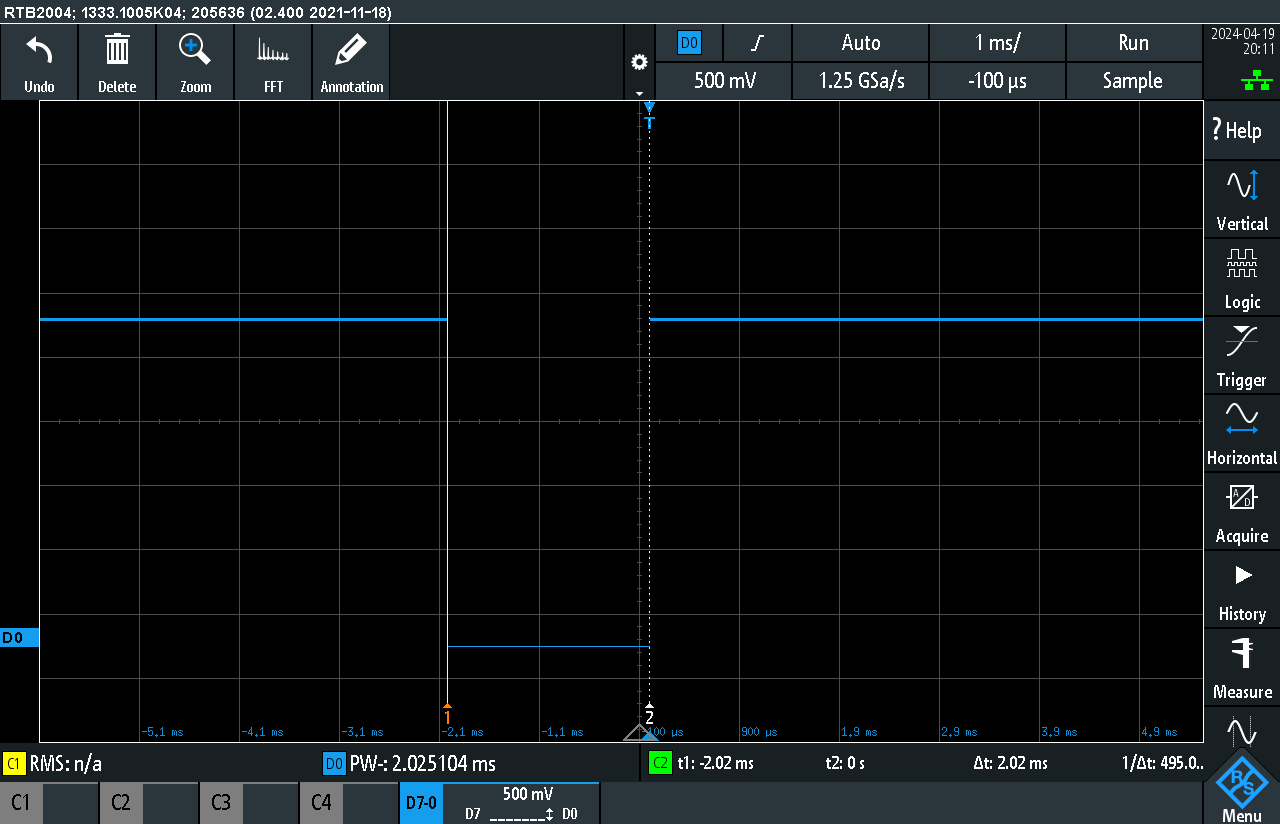 RTB2004; 1333.1005K04; 205636 (02.400 2021-11-18)
Undo
Delete
Zoom
FFT
Annotation
D0
Auto
1 ms/
Run
500 mV
1.25 GSa/s
-100 µs
Sample
2024-04-19
20:11
T
? Help
Vertical
Logic
Trigger
Horizontal
A/D
Acquire
History
Measure
D0
1
2
-5.1 ms
-4.1 ms
-3.1 ms
-2.1 ms
-1.1 ms
100 µs
900 µs
1.9 ms
2.9 ms
3.9 ms
4.9 ms
C1 RMS: n/a
D0 PW-: 2.025104 ms
C2 t1: -2.02 ms
t2: 0 s
Δt: 2.02 ms
1/Δt: 495.0..
C1
C2
C3
C4
D7-0
500 mV
D7 D0
R/S
Menu